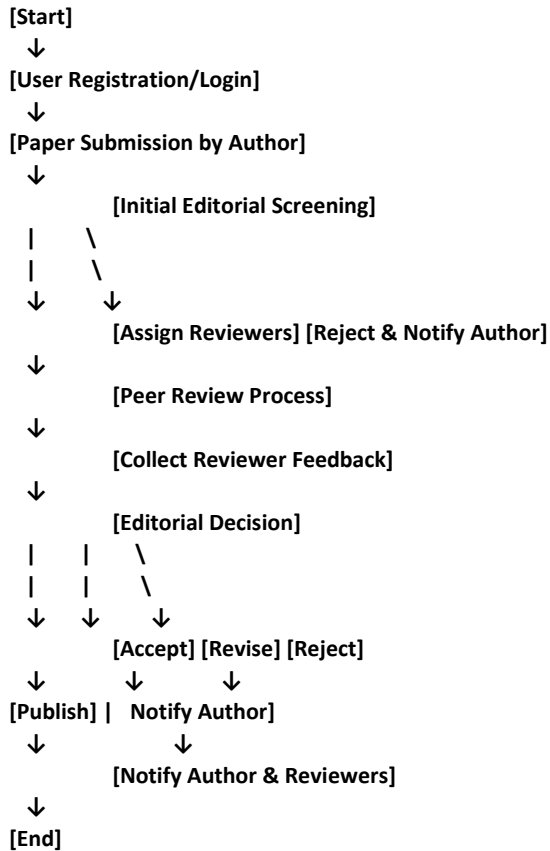 [Start]
↓
[User Registration/Login]
↓
[Paper Submission by Author]
↓
[Initial Editorial Screening]
| \
| \
↓ ↓
[Assign Reviewers] [Reject & Notify Author]
↓
[Peer Review Process]
↓
[Collect Reviewer Feedback]
↓
[Editorial Decision]
| | \
| | \
↓ ↓ ↓
[Accept] [Revise] [Reject]
↓ ↓ ↓
[Publish] | Notify Author]
↓ ↓
[Notify Author & Reviewers]
↓
[End]